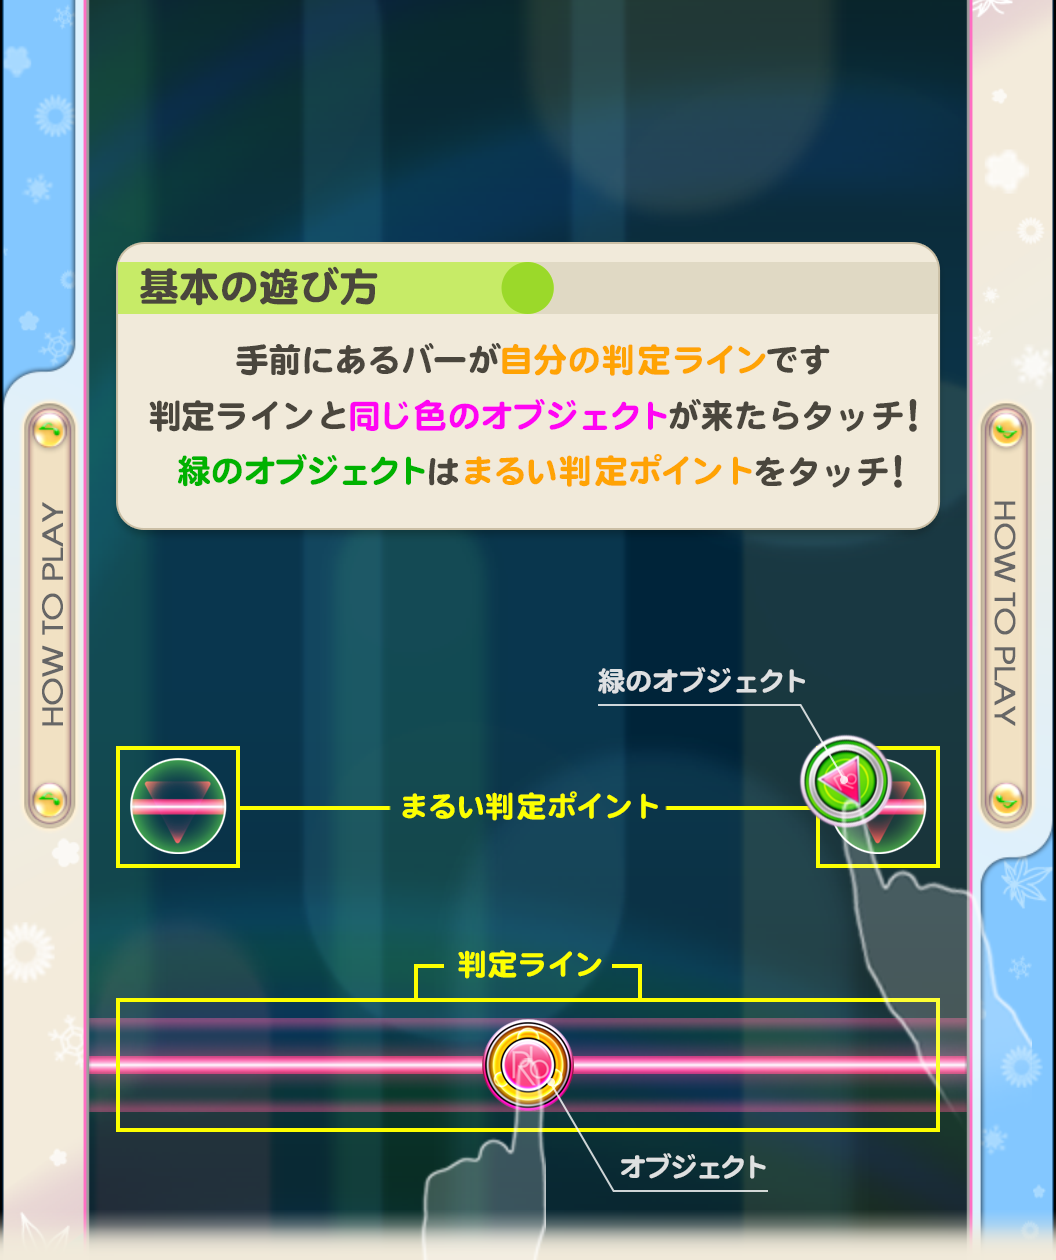 基本の遊び方
手前にあるバーが自分の判定ラインです
判定ラインと同じ色のオブジェクトが来たらタッチ!
緑のオブジェクトはまるい判定ポイントをタッチ!
HOW TO PLAY
HOW TO PLAY
緑のオブジェクト
まるい判定ポイント
判定ライン
オブジェクト